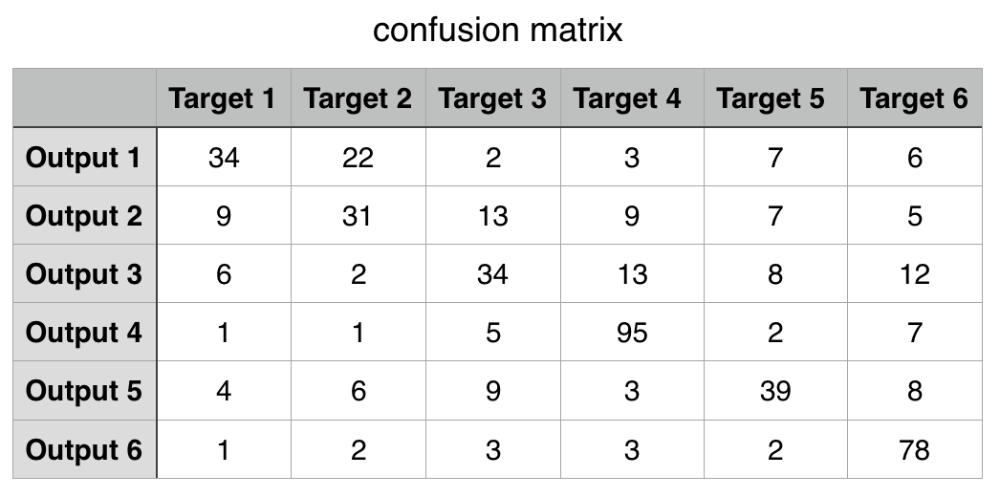 confusion matrix
Target 1 Target 2 Target 3 Target 4 Target 5 Target 6
Output 1 34 22 2 3 7 6
Output 2 9 31 13 9 7 5
Output 3 6 2 34 13 8 12
Output 4 1 1 5 95 2 7
Output 5 4 6 9 3 39 8
Output 6 1 2 3 3 2 78